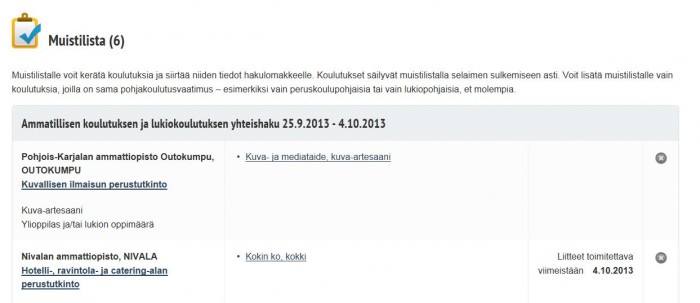 Muistilista (6)
Muistilistalle voit kerätä koulutuksia ja siirtää niiden tiedot hakulomakkeelle. Koulutukset säilyvät muistilistalla selaimen sulkemiseen asti. Voit lisätä muistilistalle vain
koulutuksia, joilla on sama pohjakoulutusvaatimus – esimerkiksi vain peruskoulupohjaisia tai vain lukiopohjaisia, et molempia.
Ammatillisen koulutuksen ja lukiokoulutuksen yhteishaku 25.9.2013 - 4.10.2013
Pohjois-Karjalan ammattiopisto Outokumpu,
OUTOKUMPU
Kuvallisen ilmaisun perustutkinto
Kuva-artesaani
Ylioppilas ja/tai lukion oppimäärä
• Kuva- ja mediataide, kuva-artesaani
Nivalan ammattiopisto, NIVALA
Hotelli-, ravintola- ja catering-alan
perustutkinto
• Kokin ko, kokki
Liitteet toimitettava
viimeistään 4.10.2013